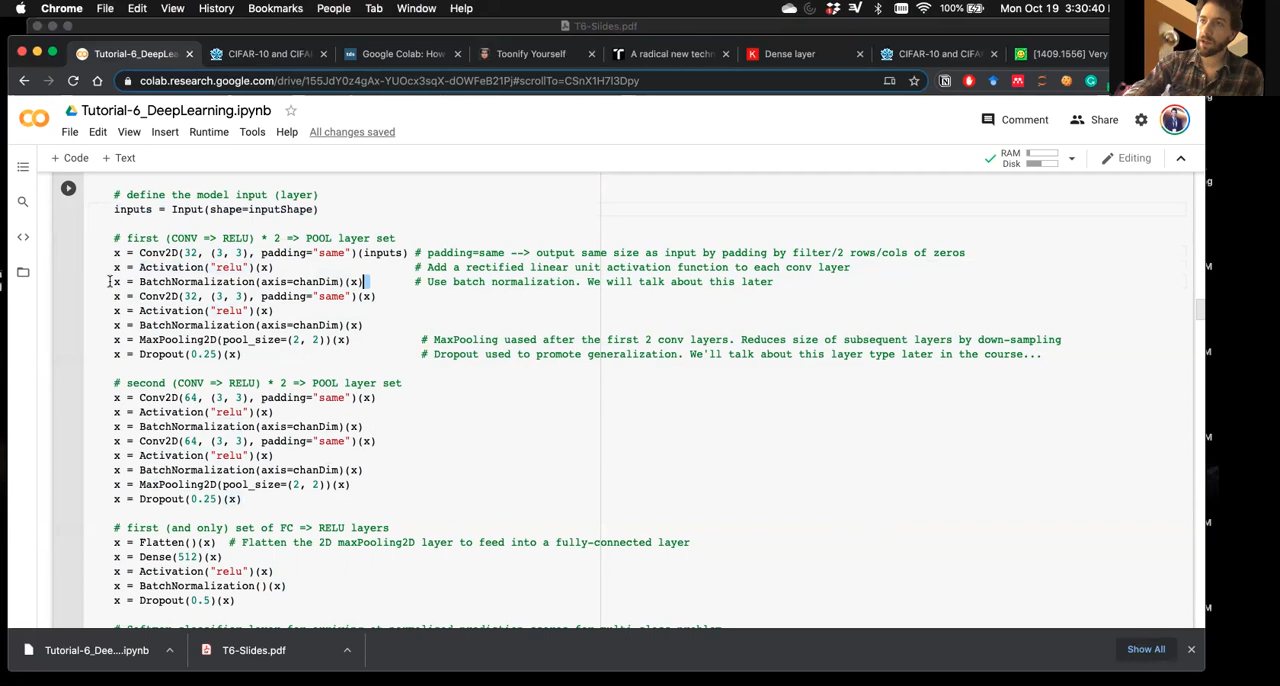 Chrome File Edit View History Bookmarks People Tab Window Help 100% Mon Oct 19 3:30:40
T6-Slides.pdf
Tutorial-6_DeepLea CIFAR-10 and CIFA Google Colab: How Toonify Yourself A radical new techn Dense layer CIFAR-10 and CIFA [1409.1556] Very
colab.research.google.com/drive/155JdY0z4gAx-YUOcx3sqX-dOWFeB21Pj#scrollTo=CSnX1H7I3Dpy
Tutorial-6_DeepLearning.ipynb
File Edit View Insert Runtime Tools Help All changes saved
Comment Share
+ Code + Text
RAM
Disk
Editing
# define the model input (layer)
inputs = Input(shape=inputShape)
# first (CONV => RELU) * 2 => POOL layer set
x = Conv2D(32, (3, 3), padding="same")(inputs) # padding=same --> output same size as input by padding by filter/2 rows/cols of zeros
x = Activation("relu")(x) # Add a rectified linear unit activation function to each conv layer
x = BatchNormalization(axis=chanDim)(x) # Use batch normalization. We will talk about this later
x = Conv2D(32, (3, 3), padding="same")(x)
x = Activation("relu")(x)
x = BatchNormalization(axis=chanDim)(x)
x = MaxPooling2D(pool_size=(2, 2))(x) # MaxPooling uased after the first 2 conv layers. Reduces size of subsequent layers by down-sampling
x = Dropout(0.25)(x) # Dropout used to promote generalization. We'll talk about this layer type later in the course...
# second (CONV => RELU) * 2 => POOL layer set
x = Conv2D(64, (3, 3), padding="same")(x)
x = Activation("relu")(x)
x = BatchNormalization(axis=chanDim)(x)
x = Conv2D(64, (3, 3), padding="same")(x)
x = Activation("relu")(x)
x = BatchNormalization(axis=chanDim)(x)
x = MaxPooling2D(pool_size=(2, 2))(x)
x = Dropout(0.25)(x)
# first (and only) set of FC => RELU layers
x = Flatten()(x) # Flatten the 2D maxPooling2D layer to feed into a fully-connected layer
x = Dense(512)(x)
x = Activation("relu")(x)
x = BatchNormalization()(x)
x = Dropout(0.5)(x)
Tutorial-6_Dee....ipynb T6-Slides.pdf Show All